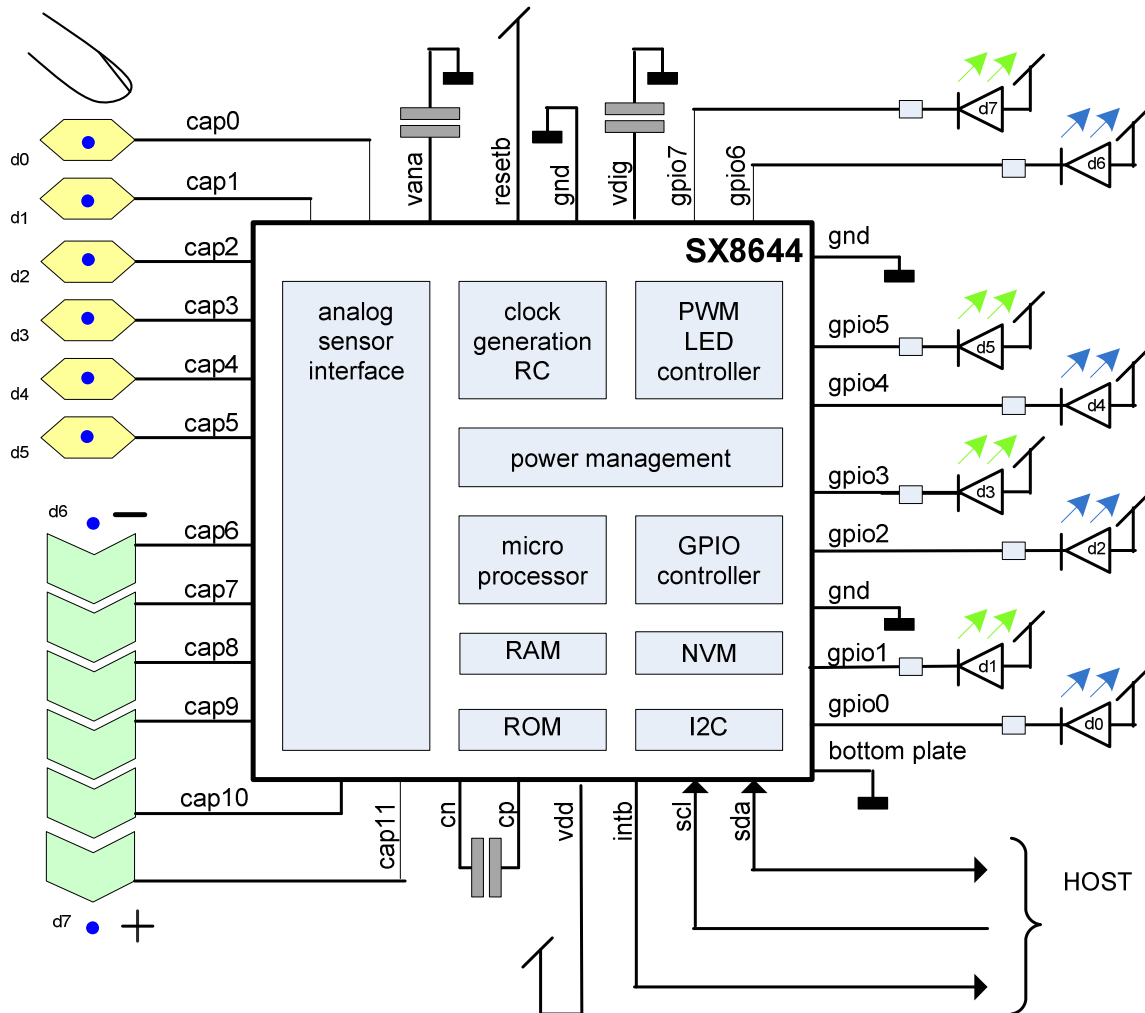 cap0
d0
cap1
d1
cap2
d2
cap3
d3
cap4
d4
cap5
d5
d6
cap6
cap7
cap8
cap9
cap10
cap11
d7
vana
resetb
gnd
vdig
gpio7
gpio6
d7
d6
SX8644
analog
sensor
interface
clock
generation
RC
PWM
LED
controller
power management
micro
processor
GPIO
controller
RAM
NVM
ROM
I2C
gnd
gpio5
d5
gpio4
d4
gpio3
d3
gpio2
d2
gnd
gpio1
d1
gpio0
d0
bottom plate
cn
cp
vdd
intb
scl
sda
HOST